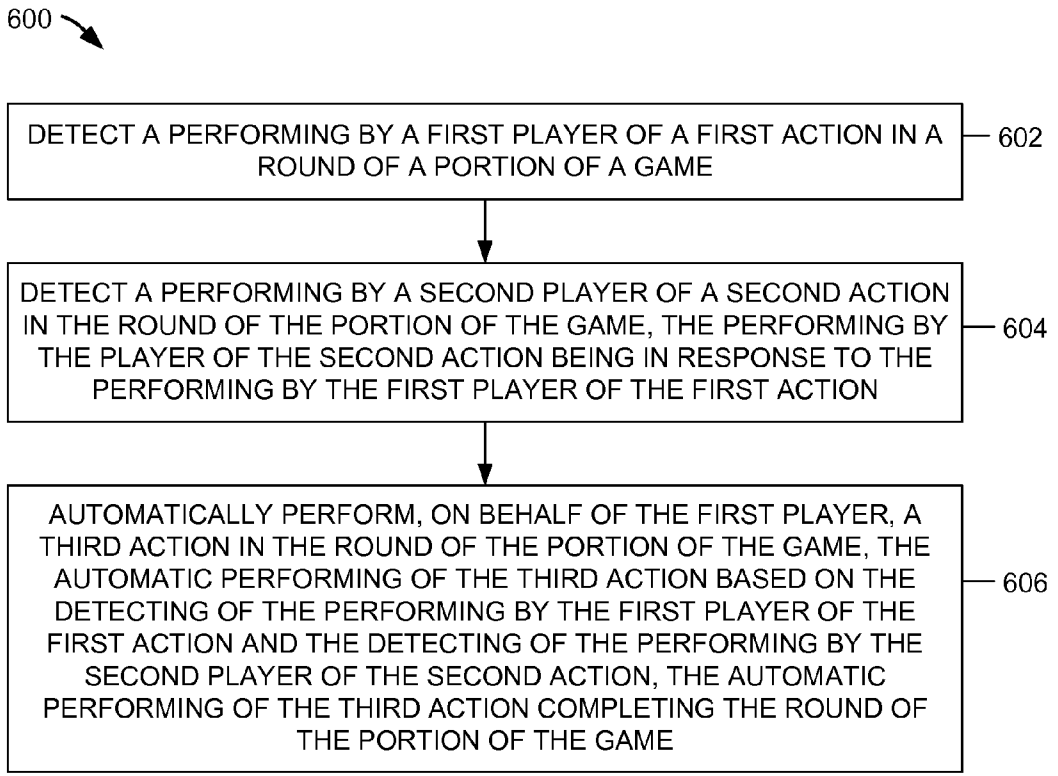 600
DETECT A PERFORMING BY A FIRST PLAYER OF A FIRST ACTION IN A
ROUND OF A PORTION OF A GAME
602
DETECT A PERFORMING BY A SECOND PLAYER OF A SECOND ACTION
IN THE ROUND OF THE PORTION OF THE GAME, THE PERFORMING BY
THE PLAYER OF THE SECOND ACTION BEING IN RESPONSE TO THE
PERFORMING BY THE FIRST PLAYER OF THE FIRST ACTION
604
AUTOMATICALLY PERFORM, ON BEHALF OF THE FIRST PLAYER, A
THIRD ACTION IN THE ROUND OF THE PORTION OF THE GAME, THE
AUTOMATIC PERFORMING OF THE THIRD ACTION BASED ON THE
DETECTING OF THE PERFORMING BY THE FIRST PLAYER OF THE
FIRST ACTION AND THE DETECTING OF THE PERFORMING BY THE
SECOND PLAYER OF THE SECOND ACTION, THE AUTOMATIC
PERFORMING OF THE THIRD ACTION COMPLETING THE ROUND OF
THE PORTION OF THE GAME
606